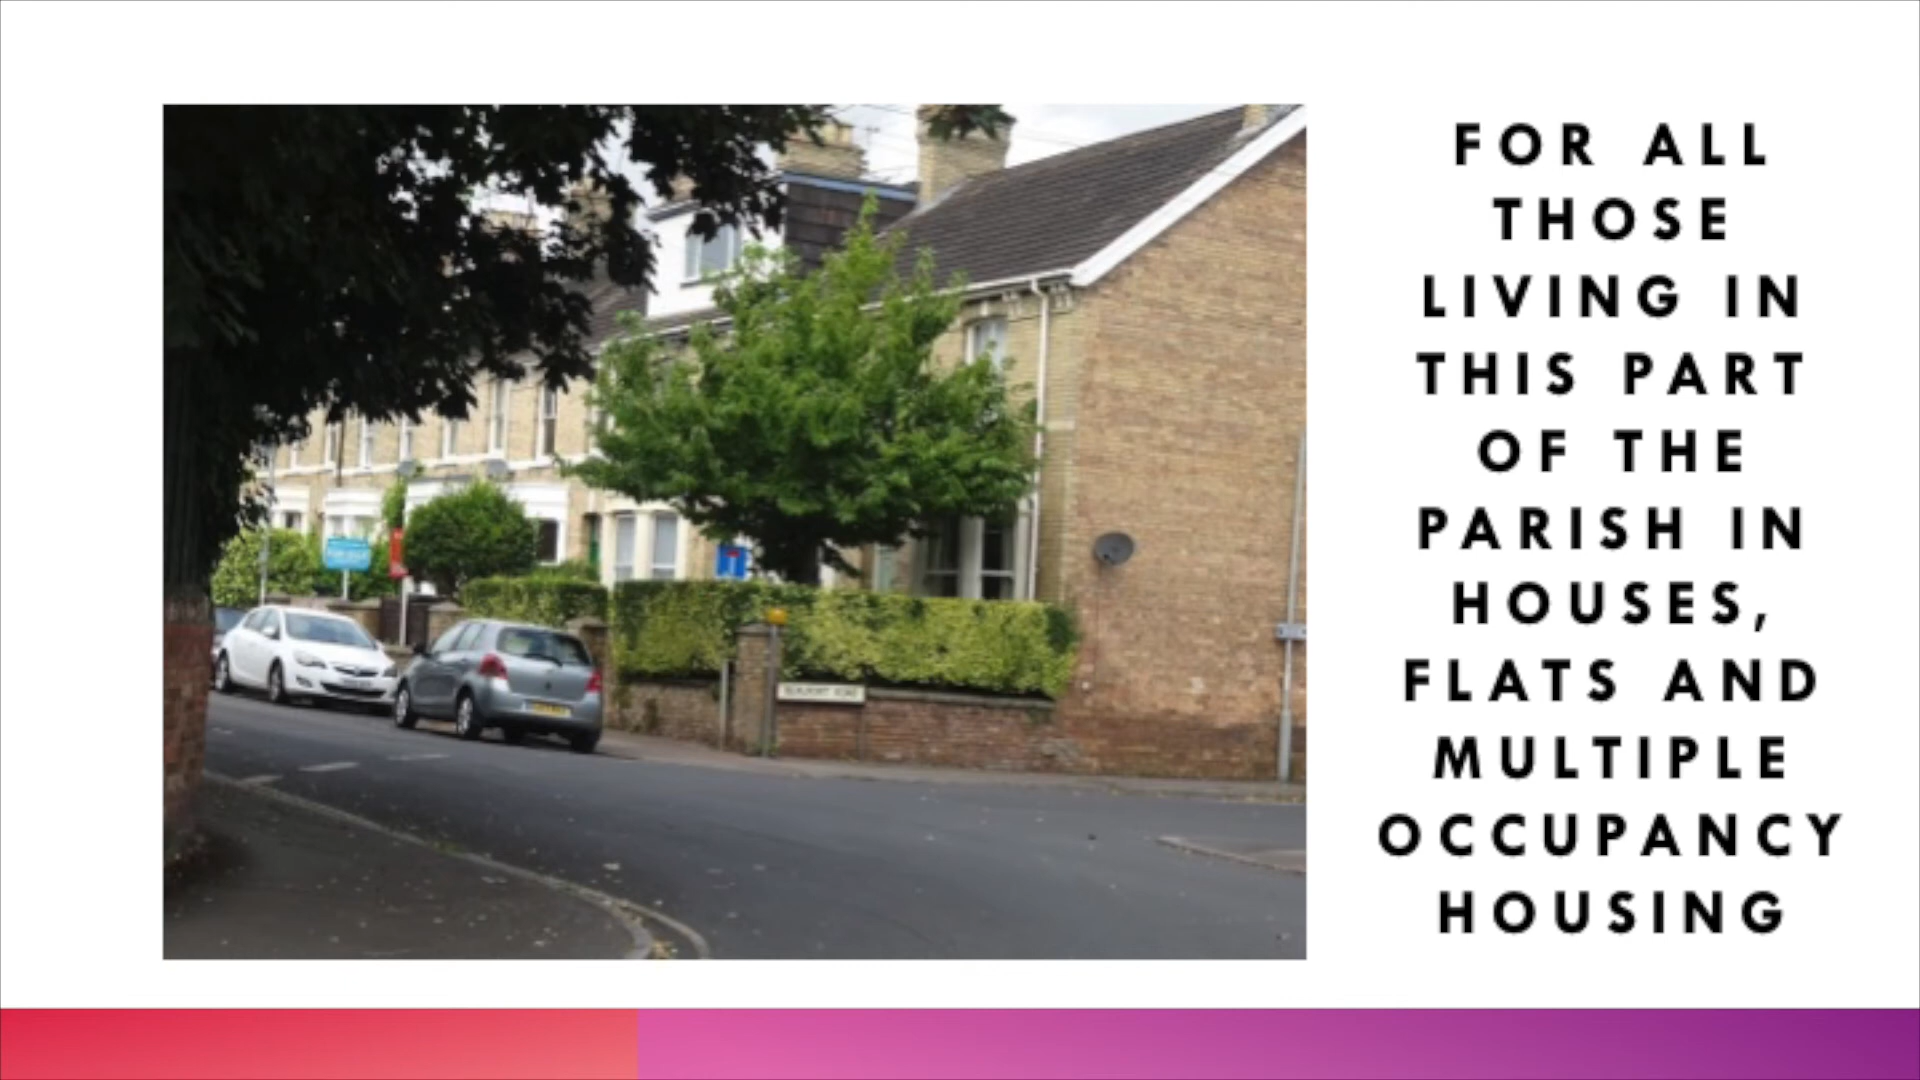 FOR ALL
THOSE
LIVING IN
THIS PART
OF THE
PARISH IN
HOUSES,
FLATS AND
MULTIPLE
OCCUPANCY
HOUSING